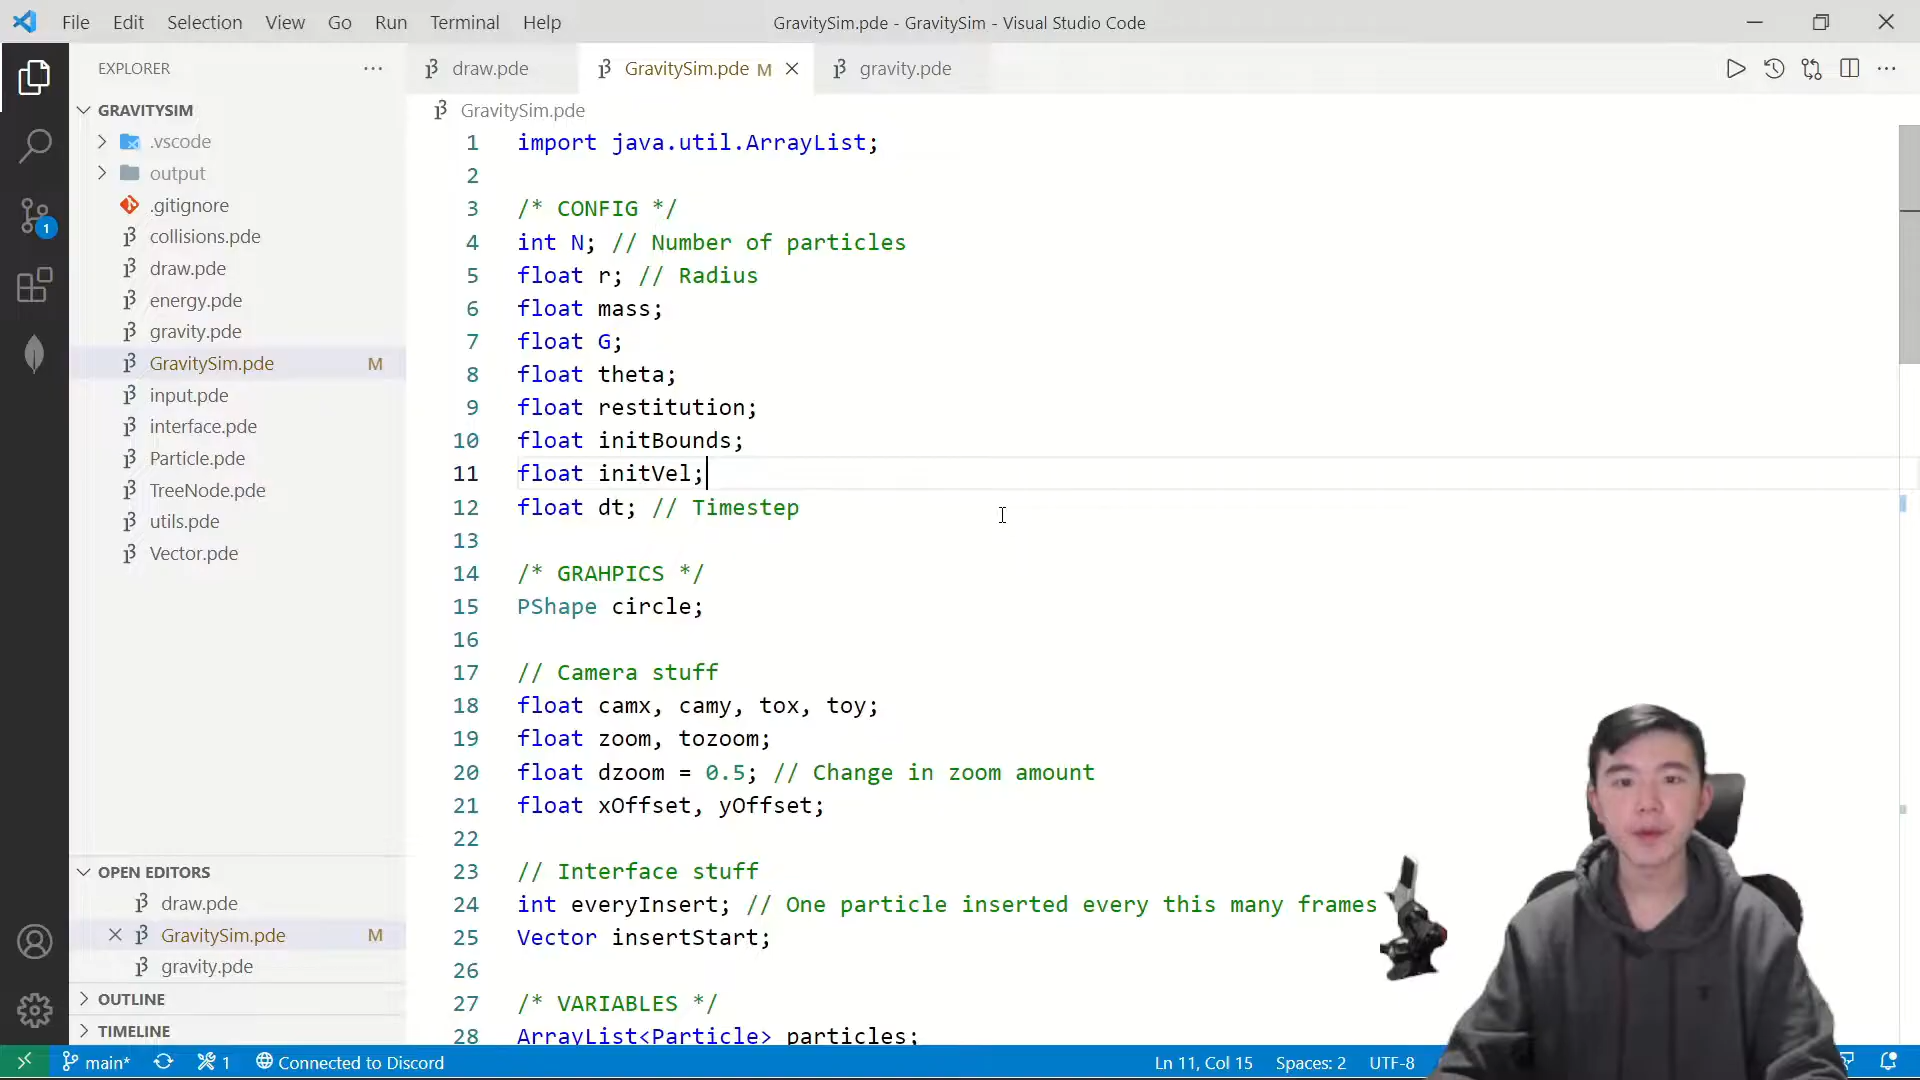 File Edit Selection View Go Run Terminal Help
GravitySim.pde - GravitySim - Visual Studio Code
EXPLORER
GRAVITYSIM
.vscode
output
.gitignore
collisions.pde
draw.pde
energy.pde
gravity.pde
GravitySim.pde M
input.pde
interface.pde
Particle.pde
TreeNode.pde
utils.pde
Vector.pde
OPEN EDITORS
draw.pde
GravitySim.pde M
gravity.pde
OUTLINE
TIMELINE
1
draw.pde GravitySim.pde M gravity.pde
GravitySim.pde
1 import java.util.ArrayList;
2
3 /* CONFIG */
4 int N; // Number of particles
5 float r; // Radius
6 float mass;
7 float G;
8 float theta;
9 float restitution;
10 float initBounds;
11 float initVel;
12 float dt; // Timestep
13
14 /* GRAHPICS */
15 PShape circle;
16
17 // Camera stuff
18 float camx, camy, tox, toy;
19 float zoom, tozoom;
20 float dzoom = 0.5; // Change in zoom amount
21 float xOffset, yOffset;
22
23 // Interface stuff
24 int everyInsert; // One particle inserted every this many frames
25 Vector insertStart;
26
27 /* VARIABLES */
28 ArrayList<Particle> particles;
main* 1 Connected to Discord Ln 11, Col 15 Spaces: 2 UTF-8